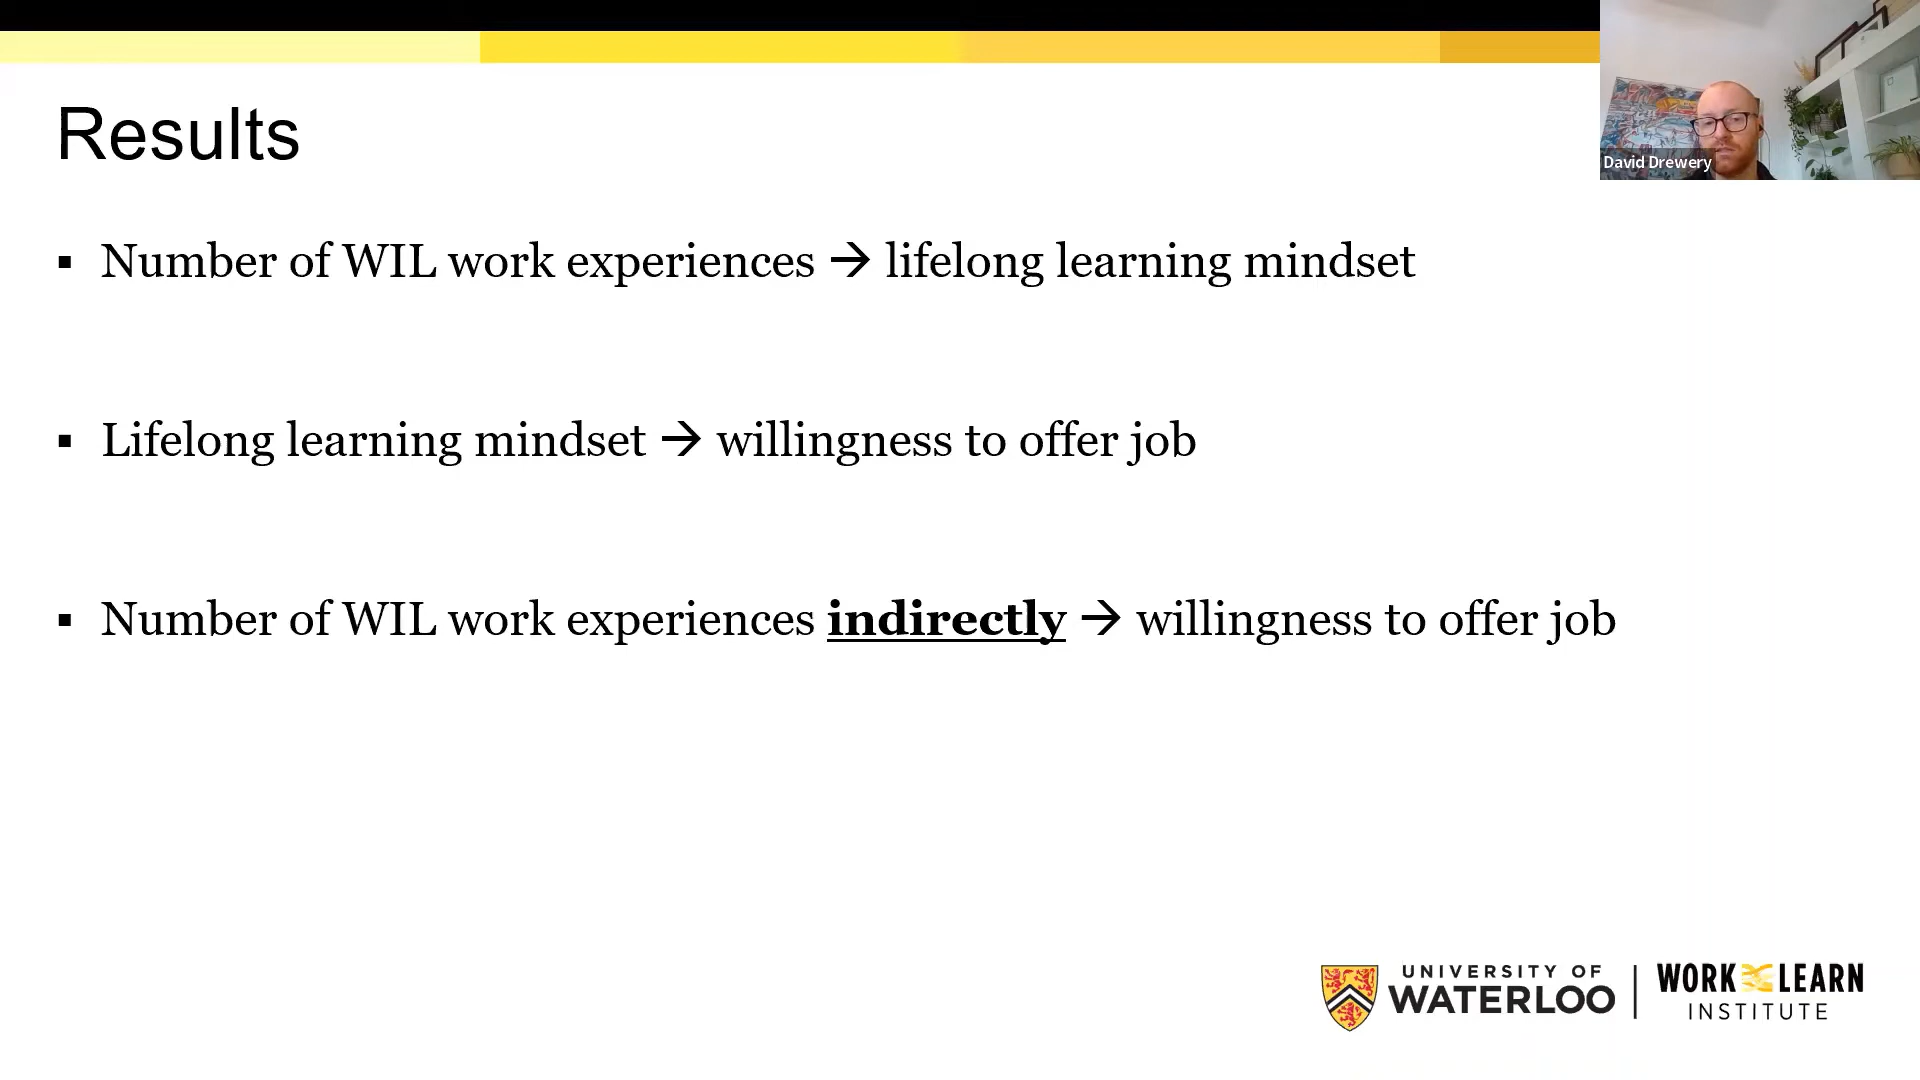 Results
David Drewery
▪ Number of WIL work experiences → lifelong learning mindset
▪ Lifelong learning mindset → willingness to offer job
▪ Number of WIL work experiences indirectly → willingness to offer job
UNIVERSITY OF
WATERLOO
WORK LEARN
INSTITUTE